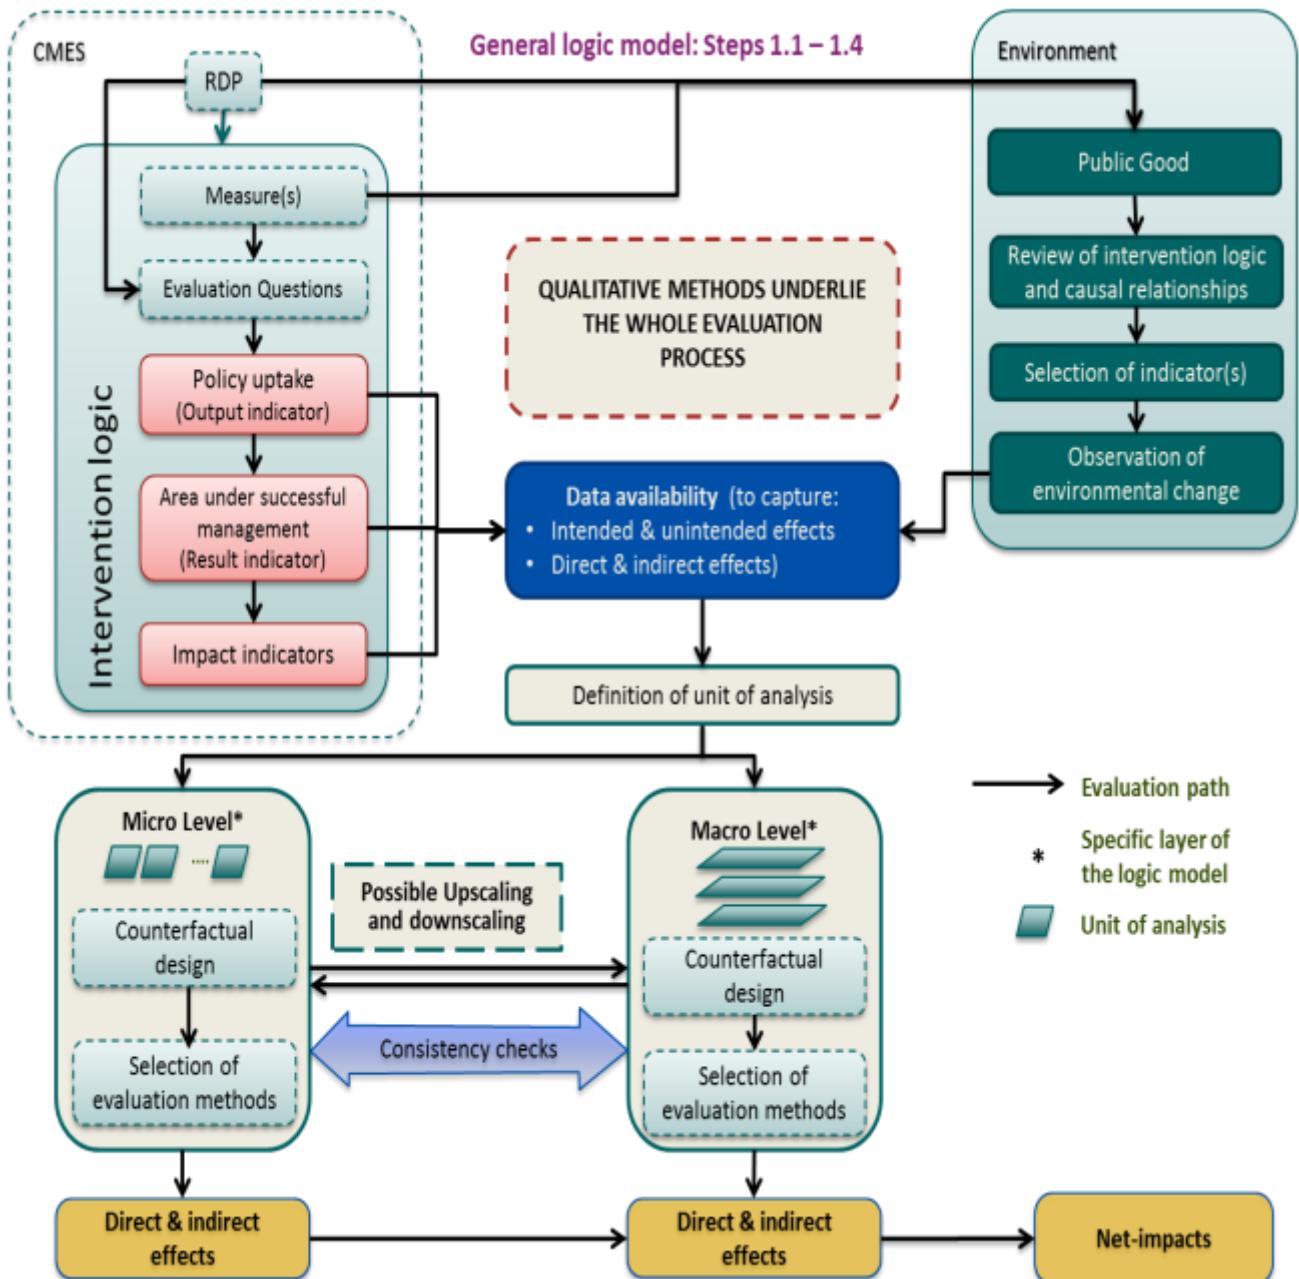 CMES
General logic model: Steps 1.1 – 1.4
Environment
RDP
Measure(s)
Evaluation Questions
Policy uptake
(Output indicator)
Area under successful
management
(Result indicator)
Impact indicators
Intervention logic
Public Good
Review of intervention logic
and causal relationships
Selection of indicator(s)
Observation of
environmental change
QUALITATIVE METHODS UNDERLIE
THE WHOLE EVALUATION
PROCESS
Data availability (to capture:
• Intended & unintended effects
• Direct & indirect effects)
Definition of unit of analysis
Micro Level*
....
Counterfactual
design
Selection of
evaluation methods
Possible Upscaling
and downscaling
Consistency checks
Macro Level*
Counterfactual
design
Selection of
evaluation methods
Evaluation path
* Specific layer of
the logic model
Unit of analysis
Direct & indirect
effects
Direct & indirect
effects
Net-impacts